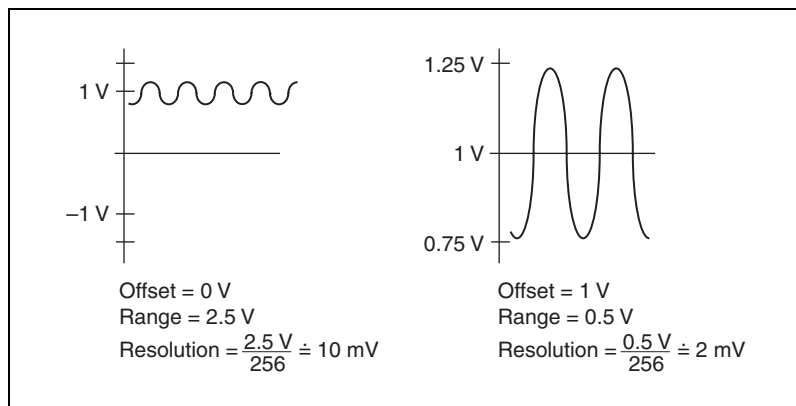 1 V
–1 V
Offset = 0 V
Range = 2.5 V
Resolution = 2.5 V/256 ≐ 10 mV
1.25 V
1 V
0.75 V
Offset = 1 V
Range = 0.5 V
Resolution = 0.5 V/256 ≐ 2 mV